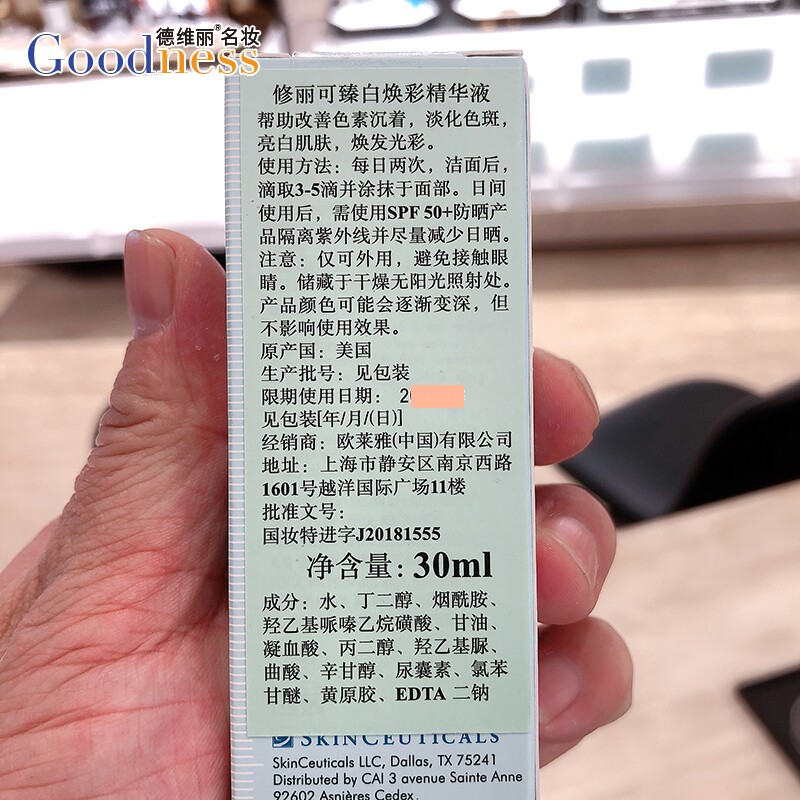 德维丽®名妆
Goodness
修丽可臻白焕彩精华液
帮助改善色素沉着，淡化色斑，
亮白肌肤，焕发光彩。
使用方法：每日两次，洁面后，
滴取3-5滴并涂抹于面部。日间
使用后，需使用SPF 50+防晒产
品隔离紫外线并尽量减少日晒。
注意：仅可外用，避免接触眼
睛。储藏于干燥无阳光照射处。
产品颜色可能会逐渐变深，但
不影响使用效果。
原产国：美国
生产批号：见包装
限期使用日期：2
见包装[年/月/(日)]
经销商：欧莱雅(中国)有限公司
地址：上海市静安区南京西路
1601号越洋国际广场11楼
批准文号：
国妆特进字J20181555
净含量：30ml
成分：水、丁二醇、烟酰胺、
羟乙基哌嗪乙烷磺酸、甘油、
凝血酸、丙二醇、羟乙基脲、
曲酸、辛甘醇、尿囊素、氯苯
甘醚、黄原胶、EDTA 二钠
SKINCEUTICALS
SkinCeuticals LLC, Dallas, TX 75241
Distributed by CAI 3 avenue Sainte Anne
92602 Asnières Cedex